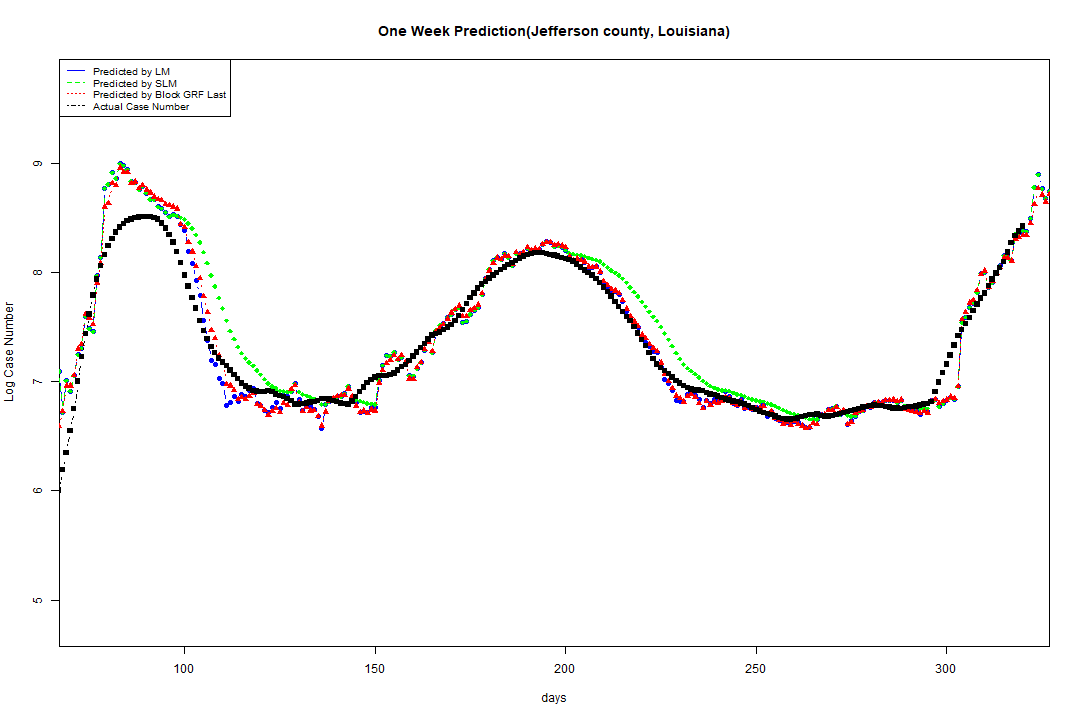 One Week Prediction(Jefferson county, Louisiana)
Predicted by LM
Predicted by SLM
Predicted by Block GRF Last
Actual Case Number
9
8
7
6
5
Log Case Number
100 150 200 250 300
days